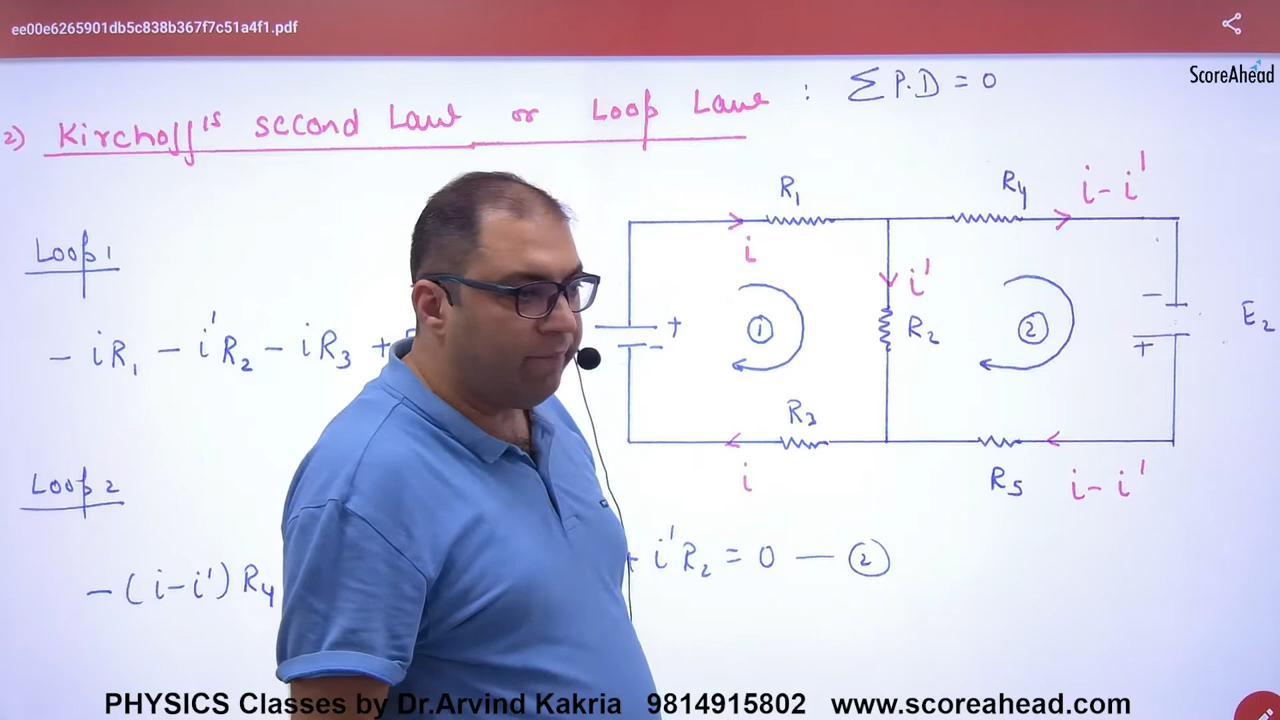 ee00e6265901db5c838b367f7c51a4f1.pdf
ScoreAhead
2) Kirchoff's second Law or Loop Law : ∑ P.D = 0
Loop 1
- iR₁ - i'R₂ - iR₃ +
Loop 2
- (i-i') R₄
+ i'R₂ = 0 — ②
R₁
R₄
i-i'
i
i'
+
-
①
R₂
②
-
+
E₂
R₃
i
R₅
i-i'
PHYSICS Classes by Dr.Arvind Kakria 9814915802 www.scoreahead.com